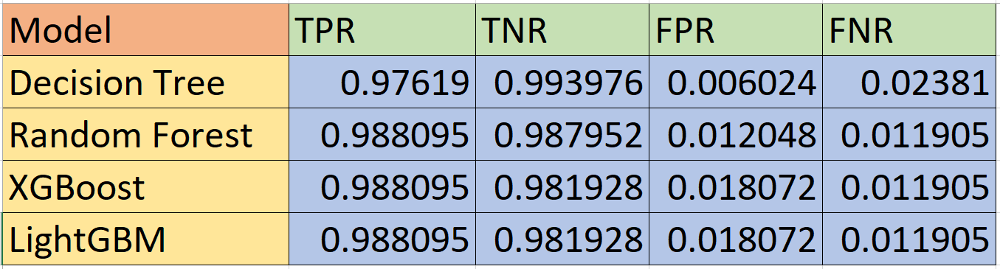 Model TPR TNR FPR FNR
Decision Tree 0.97619 0.993976 0.006024 0.02381
Random Forest 0.988095 0.987952 0.012048 0.011905
XGBoost 0.988095 0.981928 0.018072 0.011905
LightGBM 0.988095 0.981928 0.018072 0.011905